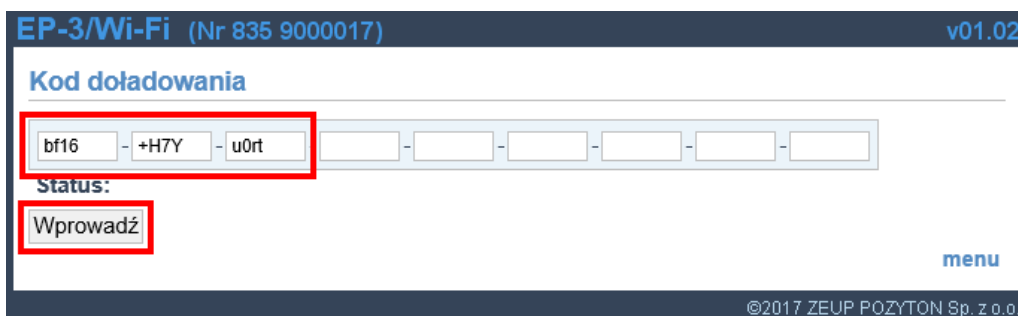 EP-3/Wi-Fi (Nr 835 9000017) v01.02
Kod doładowania
bf16 - +H7Y - u0rt - - - - - -
Status:
Wprowadź
menu
©2017 ZEUP POZYTON Sp. z o.o